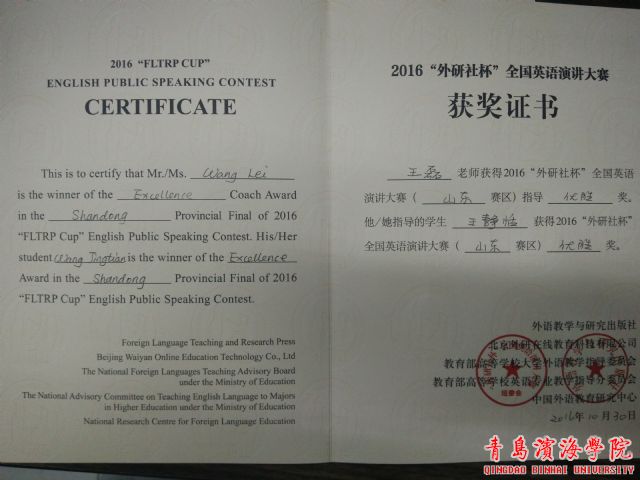 2016 “FLTRP CUP”
ENGLISH PUBLIC SPEAKING CONTEST
CERTIFICATE
This is to certify that Mr./Ms. Wang Lei
is the winner of the Excellence Coach Award
in the Shandong Provincial Final of 2016
“FLTRP Cup” English Public Speaking Contest. His/Her
student Wang Jingtian is the winner of the Excellence
Award in the Shandong Provincial Final of 2016
“FLTRP Cup” English Public Speaking Contest.
Foreign Language Teaching and Research Press
Beijing Waiyan Online Education Technology Co., Ltd
The National Foreign Languages Teaching Advisory Board
under the Ministry of Education
The National Advisory Committee on Teaching English Language to Majors
in Higher Education under the Ministry of Education
National Research Centre for Foreign Language Education
2016 “外研社杯” 全国英语演讲大赛
获奖证书
王磊 老师获得2016 “外研社杯” 全国英语
演讲大赛（ 山东 赛区）指导 优胜 奖。
他/她指导的学生 王静恬 获得2016 “外研社杯”
全国英语演讲大赛（ 山东 赛区） 优胜 奖。
外语教学与研究出版社
北京外研在线教育科技有限公司
教育部高等学校大学外语教学指导委员会
教育部高等学校英语专业教学指导分委员会
中国外语教育研究中心
2016年10月30日
组委会
青島濱海學院
QINGDAO BINHAI UNIVERSITY